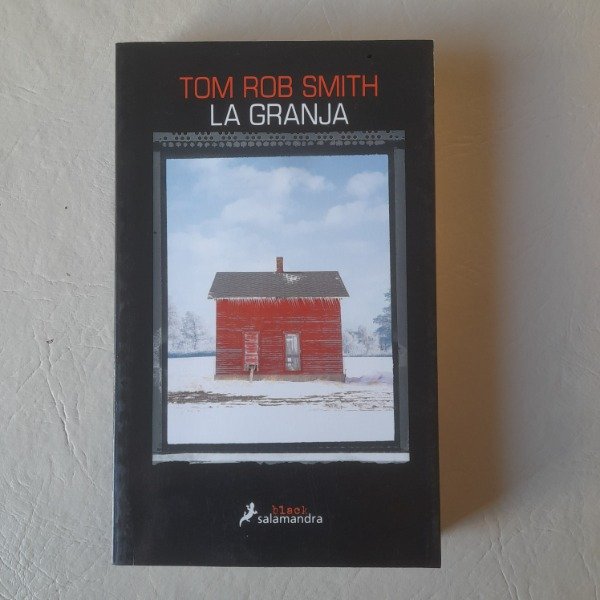 TOM ROB SMITH
LA GRANJA
black
salamandra